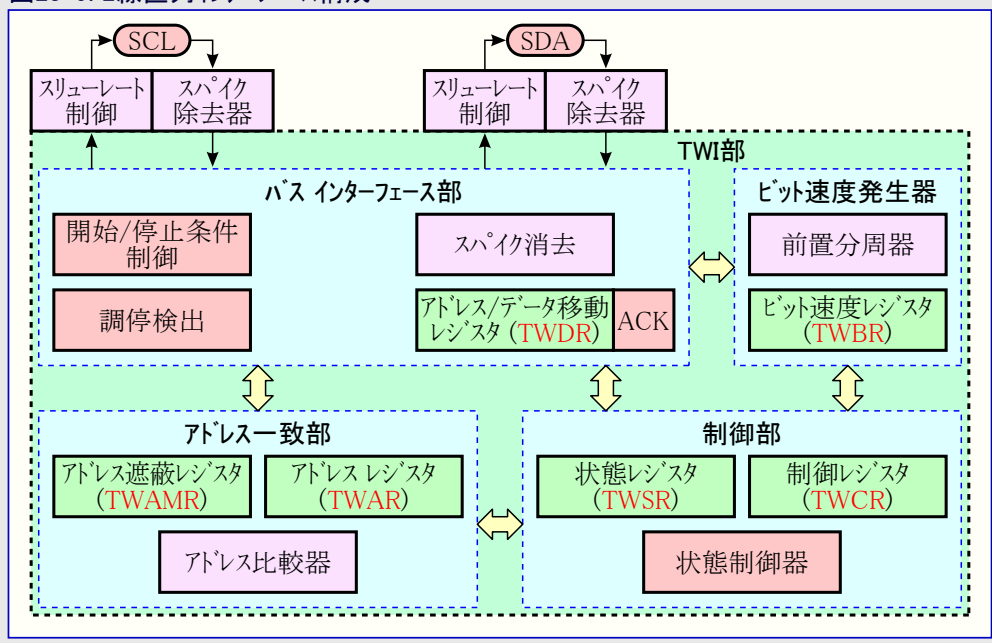 SCL
SDA
スリューレート
制御
スパイク
除去器
スリューレート
制御
スパイク
除去器
TWI部
バス インターフェース部
ビット速度発生器
開始/停止条件
制御
スパイク消去
前置分周器
調停検出
アドレス/データ移動
レジスタ (TWDR)
ACK
ビット速度レジスタ
(TWBR)
アドレス一致部
制御部
アドレス遮蔽レジスタ
(TWAMR)
アドレス レジスタ
(TWAR)
状態レジスタ
(TWSR)
制御レジスタ
(TWCR)
アドレス比較器
状態制御器